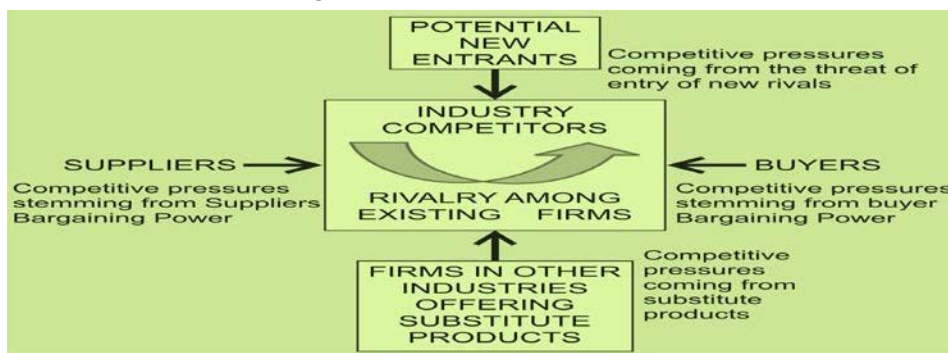 POTENTIAL
NEW
ENTRANTS
Competitive pressures
coming from the threat of
entry of new rivals
INDUSTRY
COMPETITORS
SUPPLIERS
Competitive pressures
stemming from Suppliers
Bargaining Power
RIVALRY AMONG
EXISTING FIRMS
BUYERS
Competitive pressures
stemming from buyer
Bargaining Power
FIRMS IN OTHER
INDUSTRIES
OFFERING
SUBSTITUTE
PRODUCTS
Competitive
pressures
coming from
substitute
products